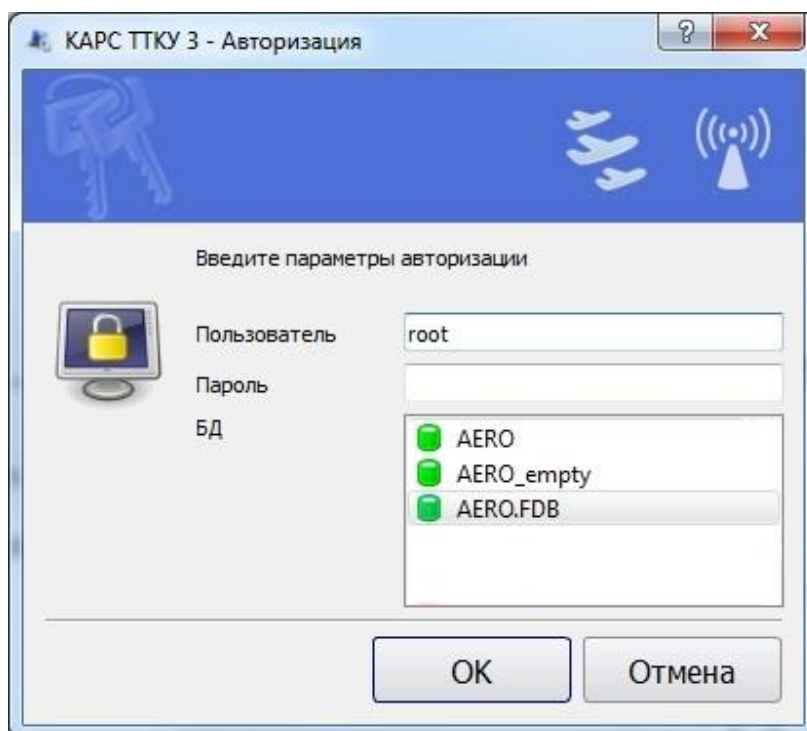 КАРС ТТКУ 3 - Авторизация
Введите параметры авторизации
Пользователь root
Пароль
БД
AERO
AERO_empty
AERO.FDB
OK Отмена